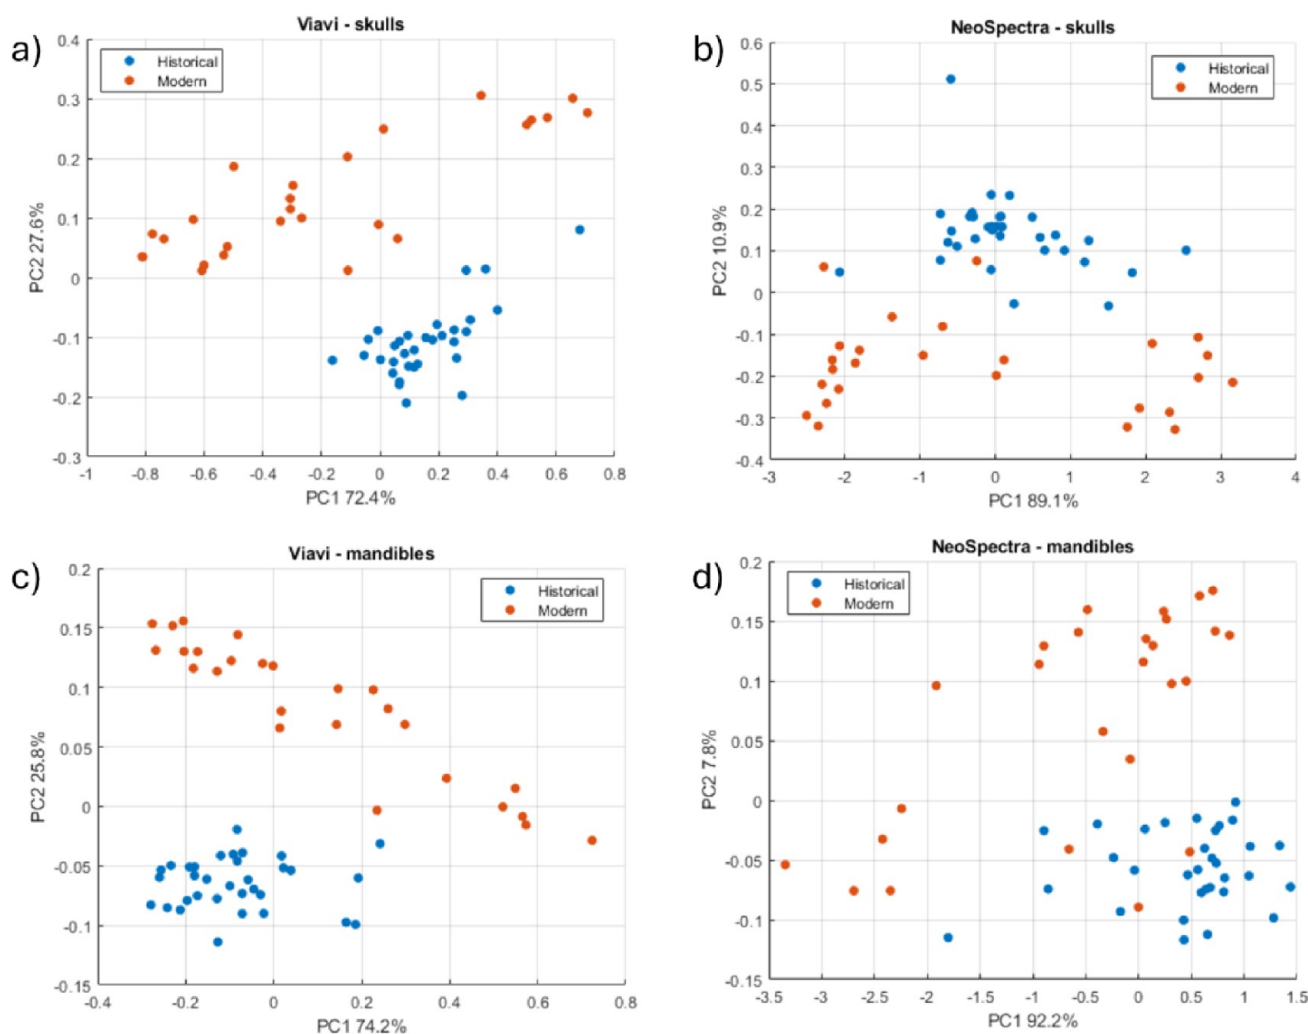 a)
Viavi - skulls
Historical
Modern
0.4
0.3
0.2
0.1
0
-0.1
-0.2
-0.3
PC2 27.6%
-1
-0.8
-0.6
-0.4
-0.2
0
0.2
0.4
0.6
0.8
PC1 72.4%
b)
NeoSpectra - skulls
Historical
Modern
0.6
0.5
0.4
0.3
0.2
0.1
0
-0.1
-0.2
-0.3
-0.4
PC2 10.9%
-3
-2
-1
0
1
2
3
4
PC1 89.1%
c)
Viavi - mandibles
Historical
Modern
0.2
0.15
0.1
0.05
0
-0.05
-0.1
-0.15
PC2 25.8%
-0.4
-0.2
0
0.2
0.4
0.6
0.8
PC1 74.2%
d)
NeoSpectra - mandibles
Historical
Modern
0.2
0.15
0.1
0.05
0
-0.05
-0.1
-0.15
PC2 7.8%
-3.5
-3
-2.5
-2
-1.5
-1
-0.5
0
0.5
1
1.5
PC1 92.2%